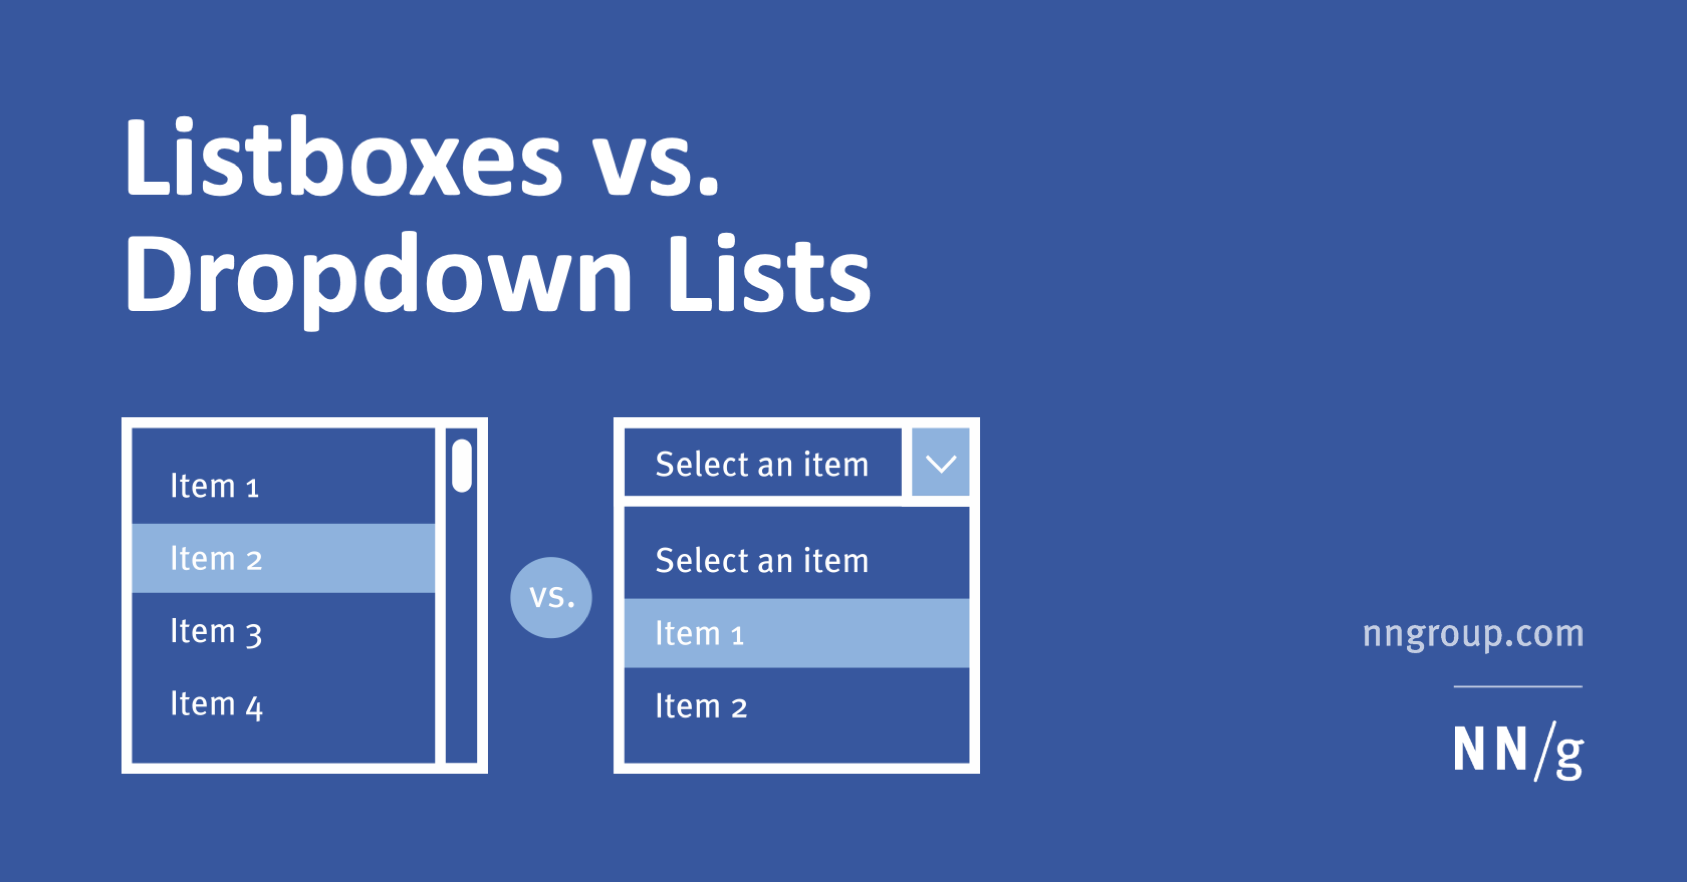 Listboxes vs.
Dropdown Lists
Item 1
Item 2
Item 3
Item 4
vs.
Select an item
Select an item
Item 1
Item 2
nngroup.com
NN/g